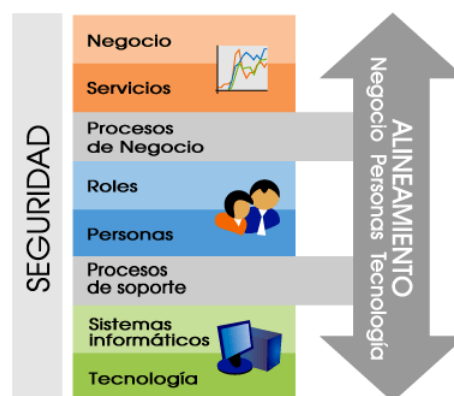 SEGURIDAD
Negocio
Servicios
Procesos
de Negocio
Roles
Personas
Procesos
de soporte
Sistemas
informáticos
Tecnología
ALINEAMIENTO
Negocio Personas Tecnología